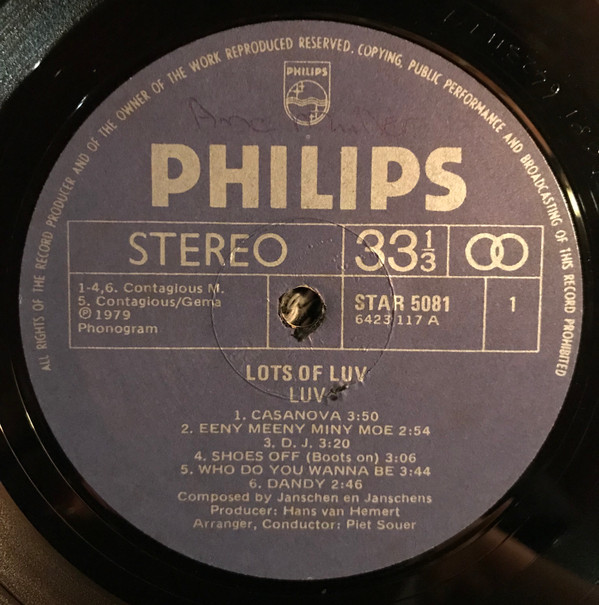 ALL RIGHTS OF THE RECORD PRODUCER AND OF THE OWNER OF THE WORK REPRODUCED RESERVED. COPYING, PUBLIC PERFORMANCE AND BROADCASTING OF THIS RECORD PROHIBITED
PHILIPS
PHILIPS
STEREO 33⅓
1-4,6. Contagious M.
5. Contagious/Gema
℗ 1979
Phonogram
STAR 5081
6423 117 A
1
LOTS OF LUV
LUV
1. CASANOVA 3:50
2. EENY MEENY MINY MOE 2:54
3. D. J. 3:20
4. SHOES OFF (Boots on) 3:06
5. WHO DO YOU WANNA BE 3:44
6. DANDY 2:46
Composed by Janschen en Janschens
Producer: Hans van Hemert
Arranger, Conductor: Piet Souer